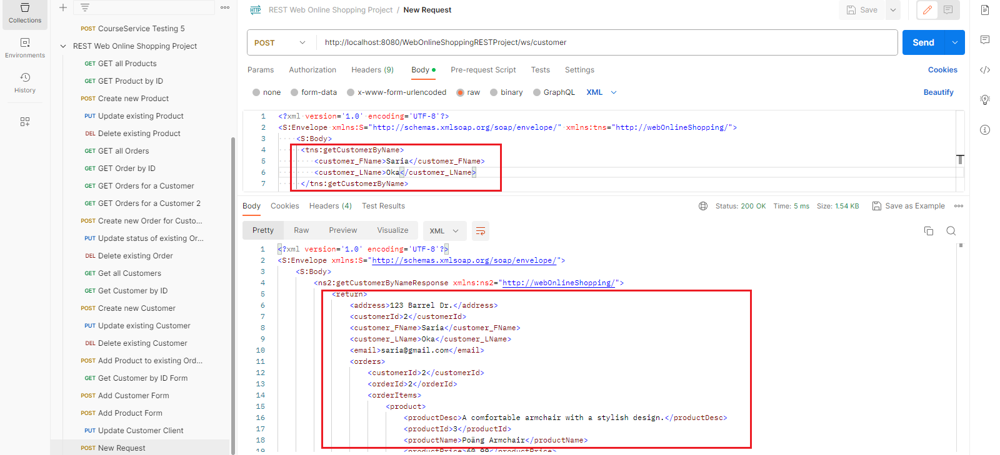 Collections
Environments
History
POST CourseService Testing 5
REST Web Online Shopping Project
GET GET all Products
GET GET Product by ID
POST Create new Product
PUT Update existing Product
DEL Delete existing Product
GET GET all Orders
GET GET Order by ID
GET GET Orders for a Customer
GET GET Orders for a Customer 2
POST Create new Order for Custo...
PUT Update status of existing Or...
DEL Delete existing Order
GET Get all Customers
GET Get Customer by ID
POST Create new Customer
PUT Update existing Customer
DEL Delete existing Customer
POST Add Product to existing Ord...
GET Get Customer by ID Form
POST Add Customer Form
POST Add Product Form
PUT Update Customer Client
POST New Request
HTTP REST Web Online Shopping Project / New Request
Save
POST http://localhost:8080/WebOnlineShoppingRESTProject/ws/customer
Send
Params Authorization Headers (9) Body Pre-request Script Tests Settings Cookies
none form-data x-www-form-urlencoded raw binary GraphQL XML Beautify
1 <?xml version='1.0' encoding='UTF-8'?>
2 <S:Envelope xmlns:S="http://schemas.xmlsoap.org/soap/envelope/" xmlns:tns="http://webOnlineShopping/">
3 <S:Body>
4 <tns:getCustomerByName>
5 <customer_FName>Saria</customer_FName>
6 <customer_LName>Oka</customer_LName>
7 </tns:getCustomerByName>
Body Cookies Headers (4) Test Results Status: 200 OK Time: 5 ms Size: 1.54 KB Save as Example
Pretty Raw Preview Visualize XML
1 <?xml version='1.0' encoding='UTF-8'?>
2 <S:Envelope xmlns:S="http://schemas.xmlsoap.org/soap/envelope/">
3 <S:Body>
4 <ns2:getCustomerByNameResponse xmlns:ns2="http://webOnlineShopping/">
5 <return>
6 <address>123 Barrel Dr.</address>
7 <customerId>2</customerId>
8 <customer_FName>Saria</customer_FName>
9 <customer_LName>Oka</customer_LName>
10 <email>saria@gmail.com</email>
11 <orders>
12 <customerId>2</customerId>
13 <orderId>2</orderId>
14 <orderItems>
15 <product>
16 <productDesc>A comfortable armchair with a stylish design.</productDesc>
17 <productId>3</productId>
18 <productName>Poäng Armchair</productName>
19 <productPrice>60.99</productPrice>